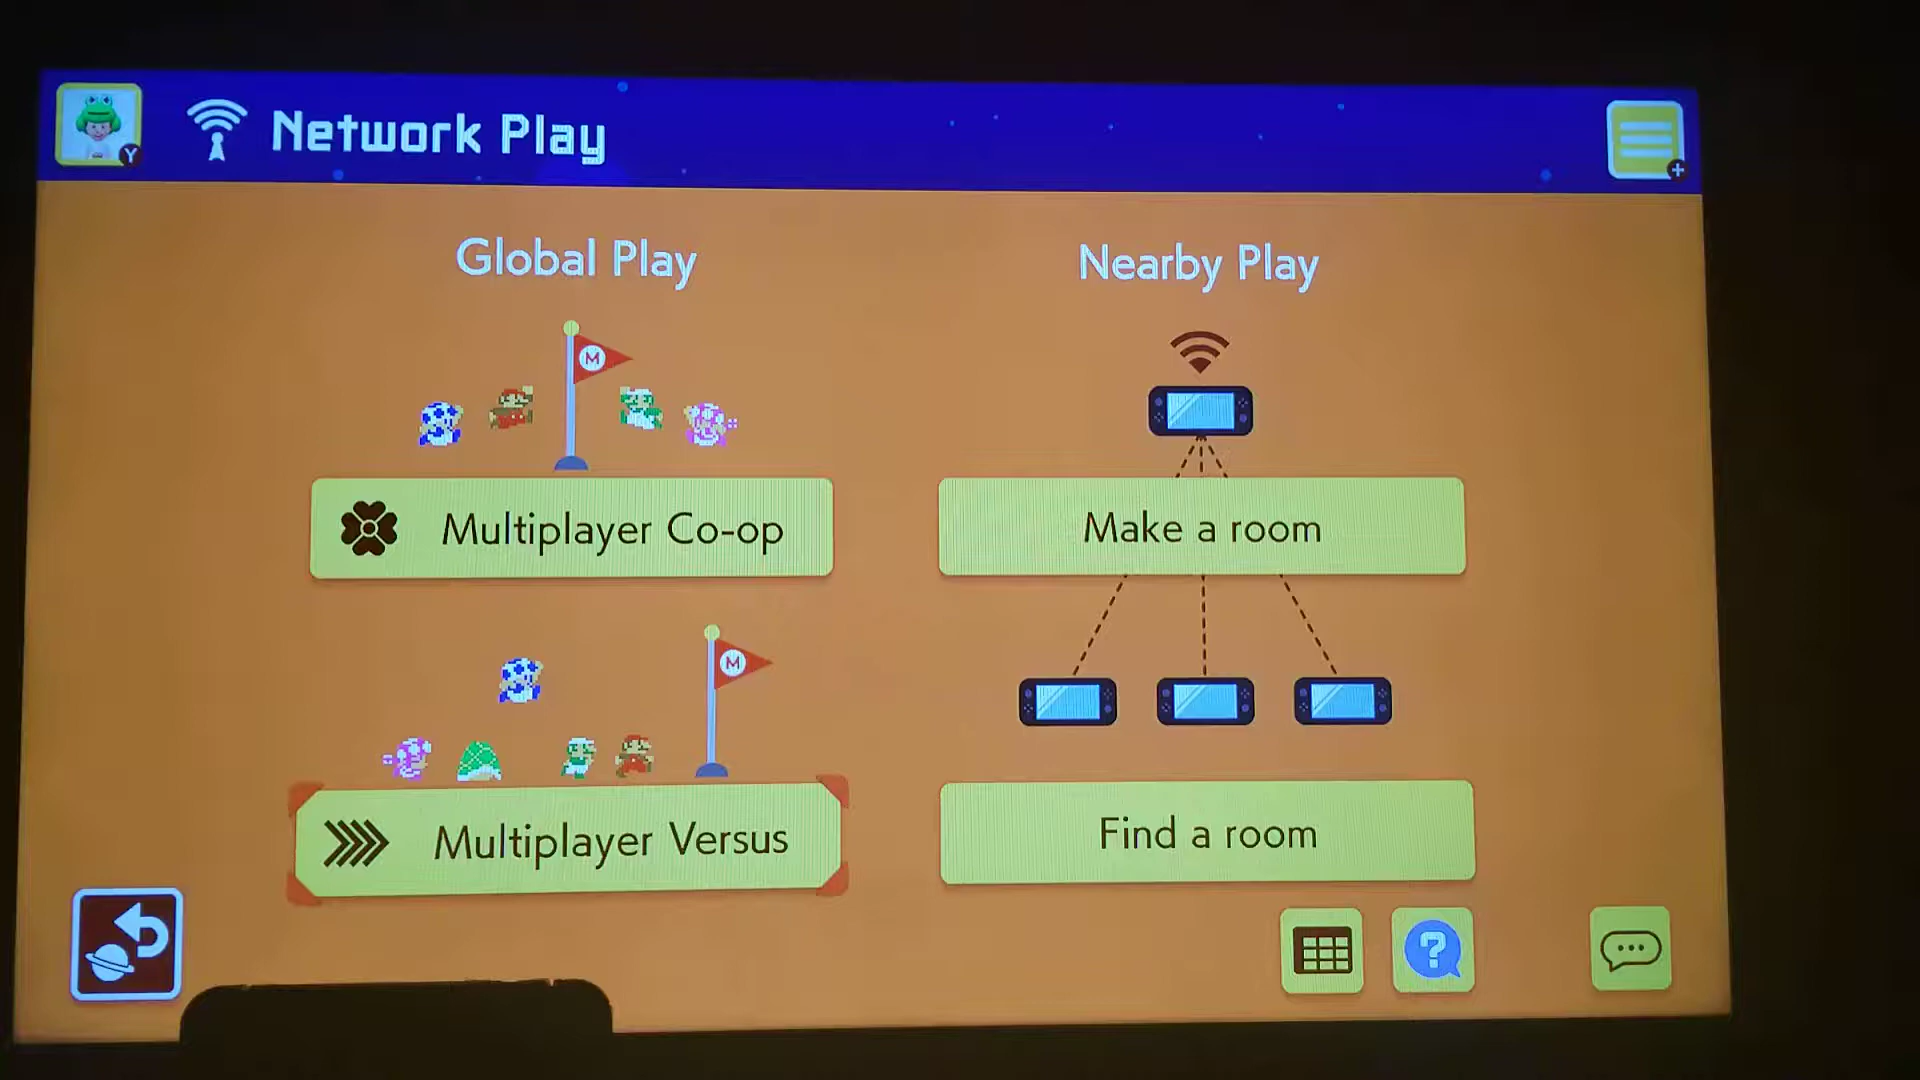 Y
Network Play
+
Global Play
Nearby Play
M
Multiplayer Co-op
Make a room
M
Multiplayer Versus
Find a room
?